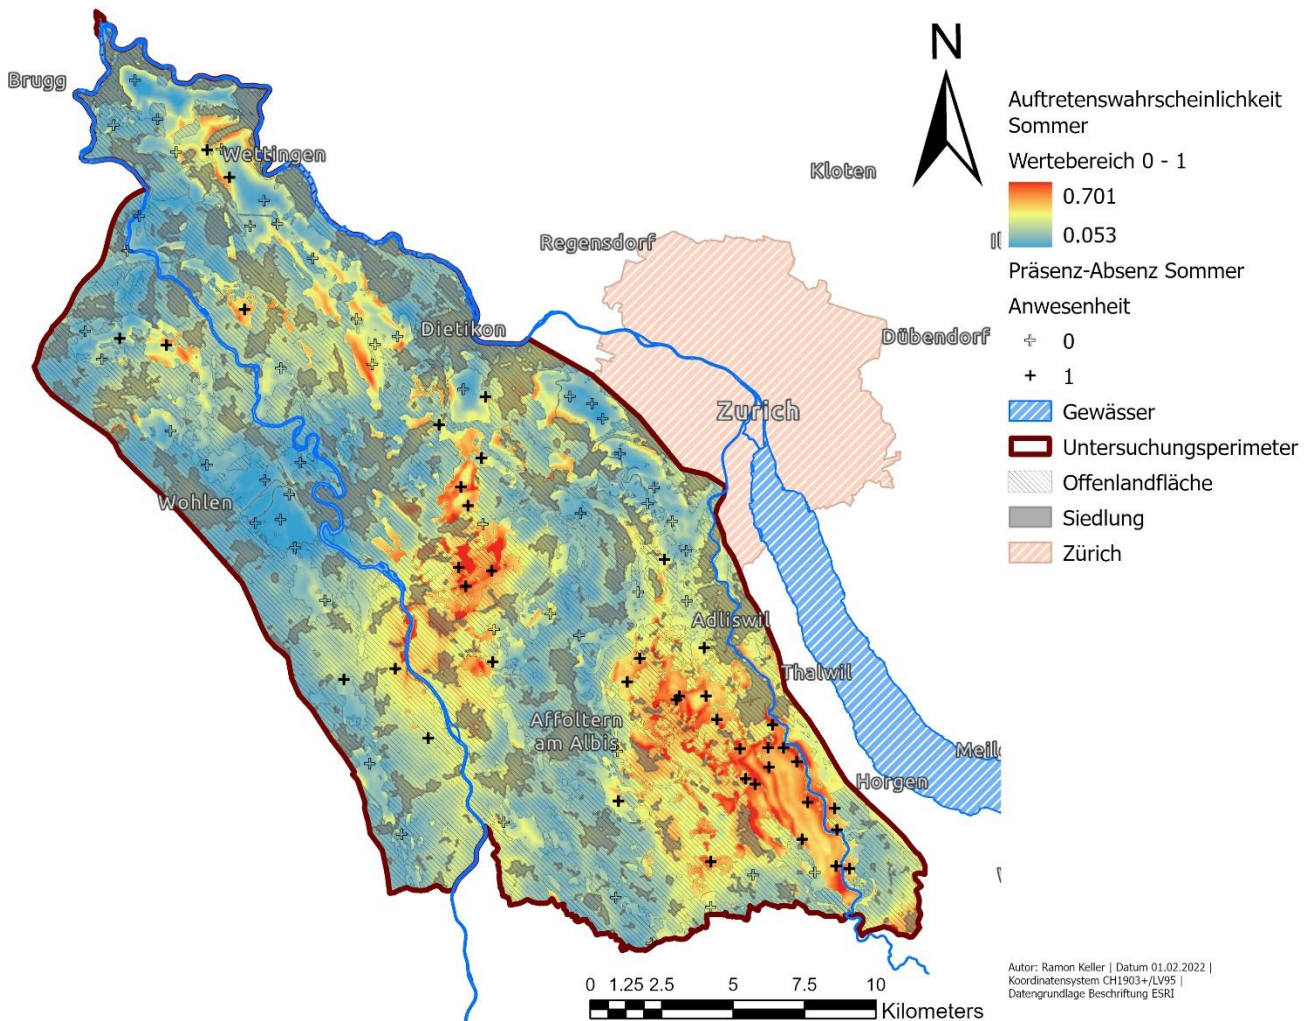 N
Brugg
Wettingen
Kloten
Regensdorf
Dietikon
Dübendorf
Zurich
Wohlen
Adliswil
Thalwil
Affoltern
am Albis
Horgen
Auftretenswahrscheinlichkeit
Sommer
Wertebereich 0 - 1
0.701
0.053
Präsenz-Absenz Sommer
Anwesenheit
0
1
Gewässer
Untersuchungsperimeter
Offenlandfläche
Siedlung
Zürich
0 1.25 2.5 5 7.5 10
Kilometers
Autor: Ramon Keller | Datum 01.02.2022 |
Koordinatensystem CH1903+/LV95 |
Datengrundlage Beschriftung ESRI